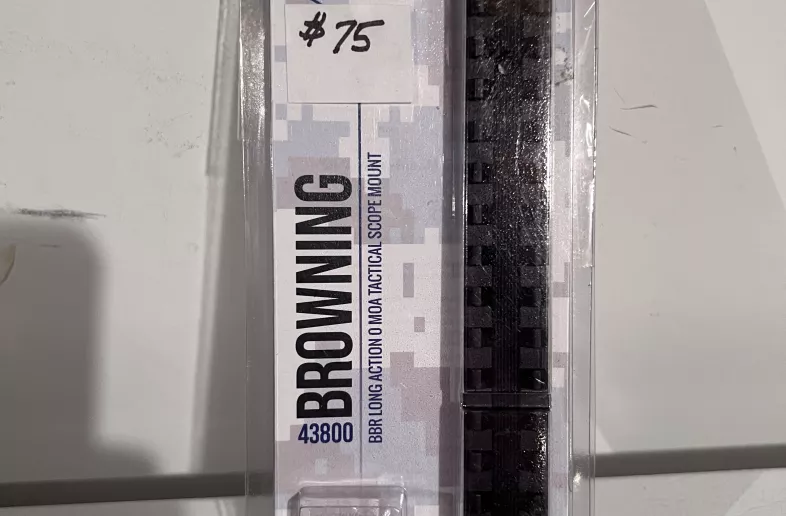 $75
BROWNING
43800
BBR LONG ACTION 0 MOA TACTICAL SCOPE MOUNT